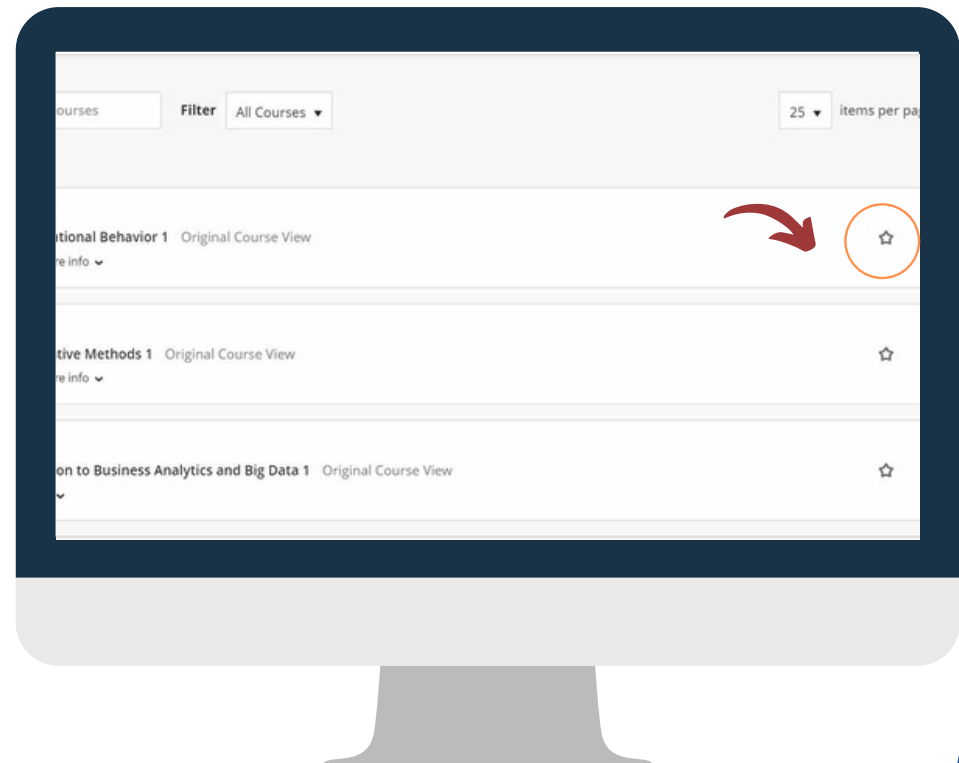 ourses Filter All Courses 25 items per pa
ational Behavior 1 Original Course View
re info
tive Methods 1 Original Course View
re info
on to Business Analytics and Big Data 1 Original Course View